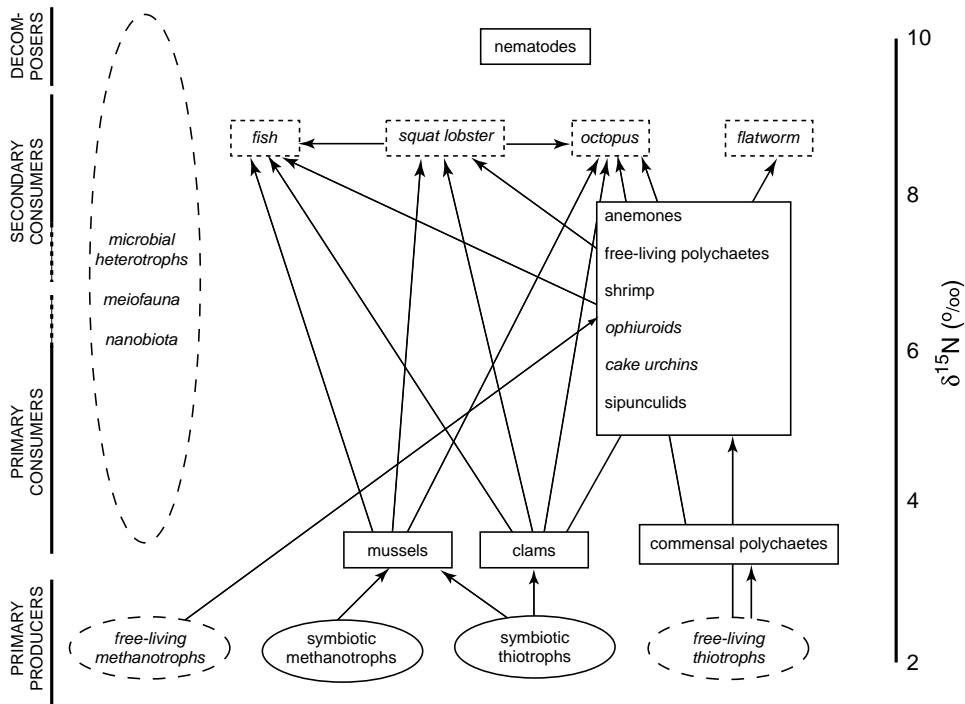 DECOM-
POSERS
SECONDARY
CONSUMERS
PRIMARY
CONSUMERS
PRIMARY
PRODUCERS
nematodes
fish
squat lobster
octopus
flatworm
microbial
heterotrophs
meiofauna
nanobiota
anemones
free-living polychaetes
shrimp
ophiuroids
cake urchins
sipunculids
mussels
clams
commensal polychaetes
free-living
methanotrophs
symbiotic
methanotrophs
symbiotic
thiotrophs
free-living
thiotrophs
10
8
6
4
2
δ¹⁵N (‰)